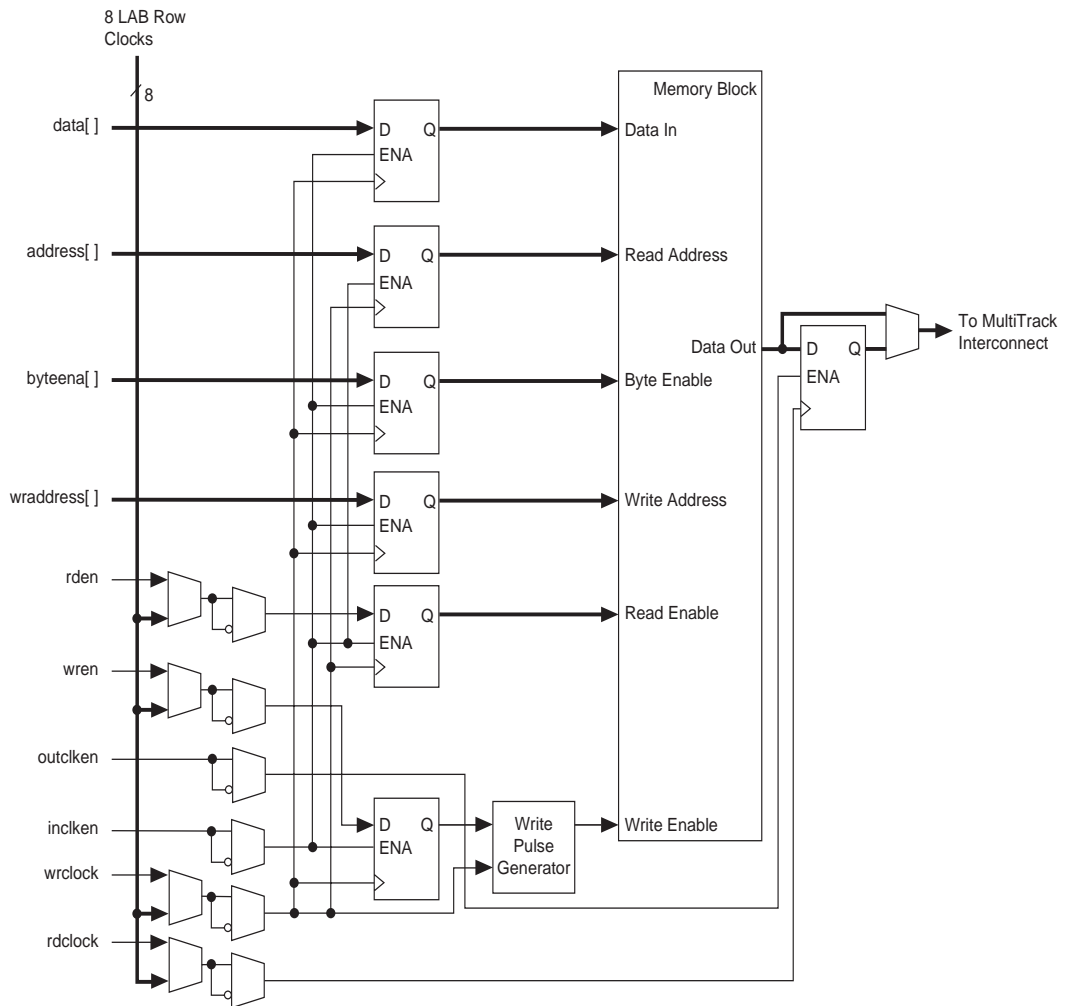 8 LAB Row
Clocks
8
Memory Block
data[ ]
D Q
ENA
Data In
address[ ]
D Q
ENA
Read Address
To MultiTrack
Interconnect
Data Out
D Q
ENA
byteena[ ]
D Q
ENA
Byte Enable
wraddress[ ]
D Q
ENA
Write Address
rden
D Q
ENA
Read Enable
wren
outclken
inclken
D Q
ENA
Write
Pulse
Generator
Write Enable
wrclock
rdclock